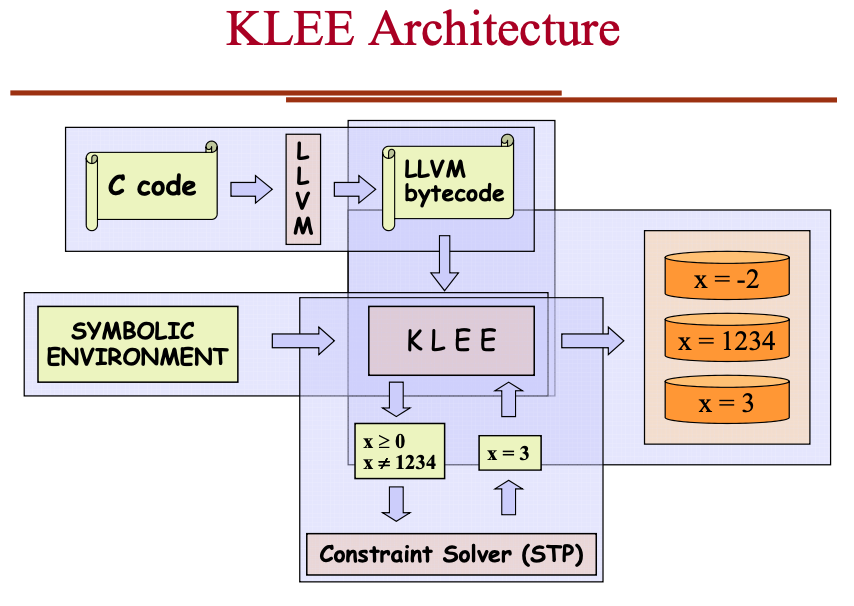 KLEE Architecture
C code
L
L
V
M
LLVM
bytecode
SYMBOLIC
ENVIRONMENT
K L E E
x = -2
x = 1234
x = 3
x ≥ 0
x ≠ 1234
x = 3
Constraint Solver (STP)